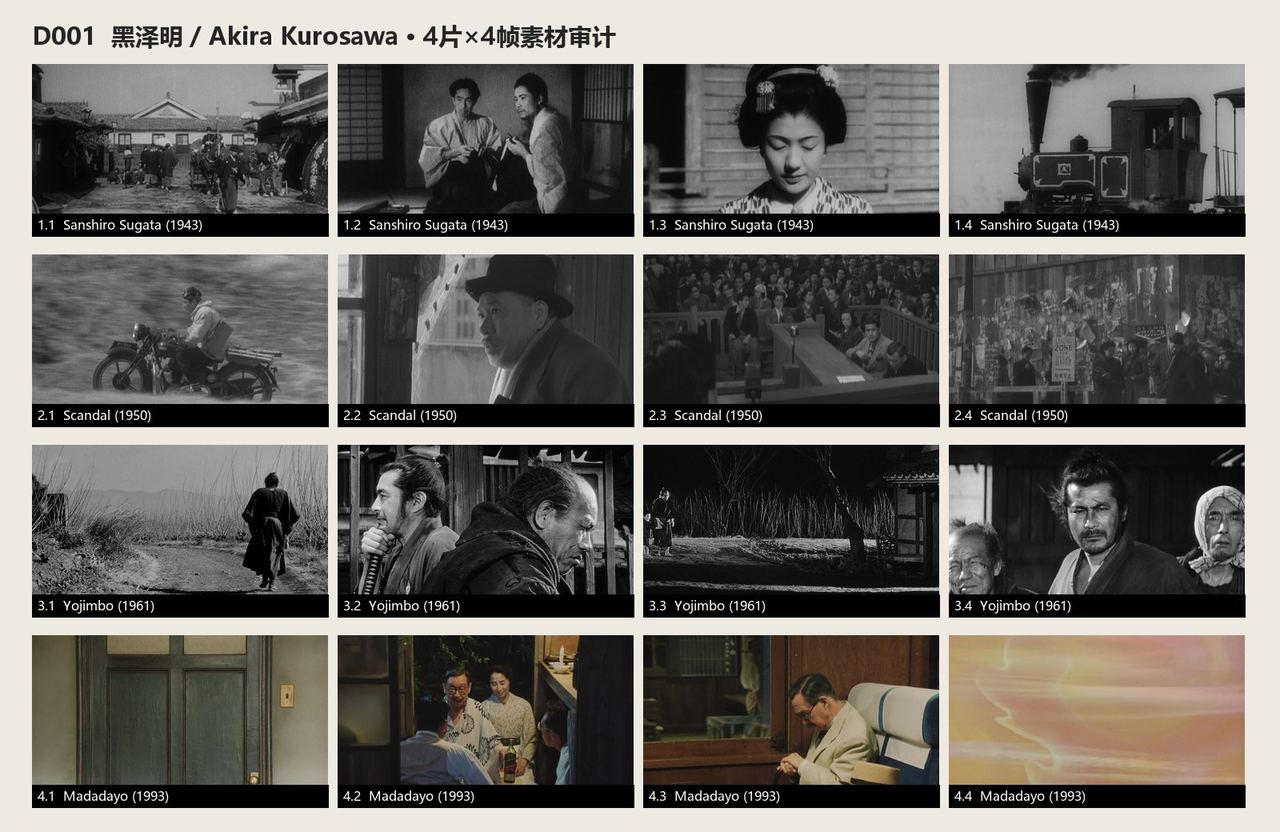 D001 黑泽明 / Akira Kurosawa • 4片×4帧素材审计
1.1 Sanshiro Sugata (1943)
1.2 Sanshiro Sugata (1943)
1.3 Sanshiro Sugata (1943)
1.4 Sanshiro Sugata (1943)
ZONE
2.1 Scandal (1950)
2.2 Scandal (1950)
2.3 Scandal (1950)
2.4 Scandal (1950)
3.1 Yojimbo (1961)
3.2 Yojimbo (1961)
3.3 Yojimbo (1961)
3.4 Yojimbo (1961)
4.1 Madadayo (1993)
4.2 Madadayo (1993)
4.3 Madadayo (1993)
4.4 Madadayo (1993)